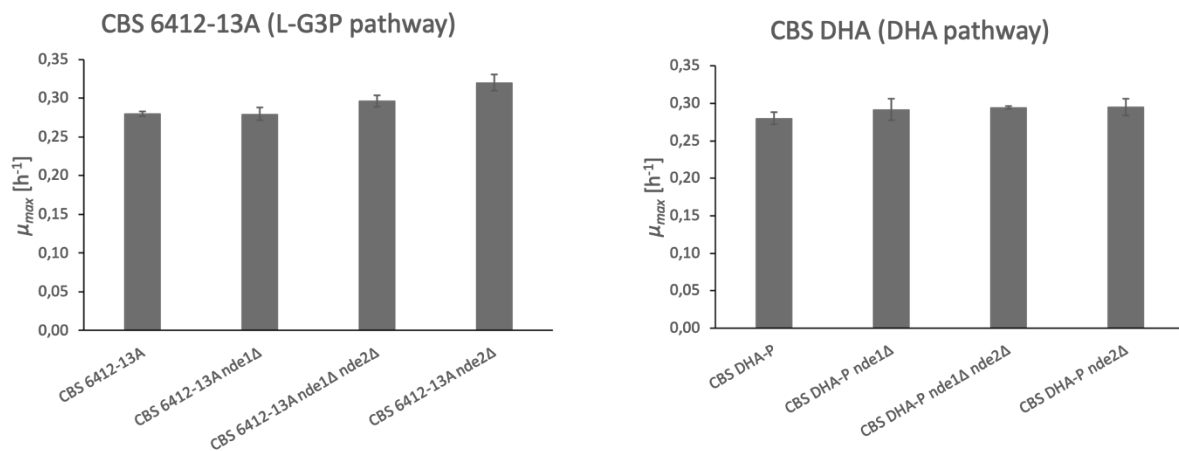 CBS 6412-13A (L-G3P pathway)
0,35
0,30
0,25
0,20
0,15
0,10
0,05
0,00
μmax [h-1]
CBS 6412-13A
CBS 6412-13A nde1Δ
CBS 6412-13A nde1Δ nde2Δ
CBS 6412-13A nde2Δ
CBS DHA (DHA pathway)
0,35
0,30
0,25
0,20
0,15
0,10
0,05
0,00
μmax [h-1]
CBS DHA-P
CBS DHA-P nde1Δ
CBS DHA-P nde1Δ nde2Δ
CBS DHA-P nde2Δ